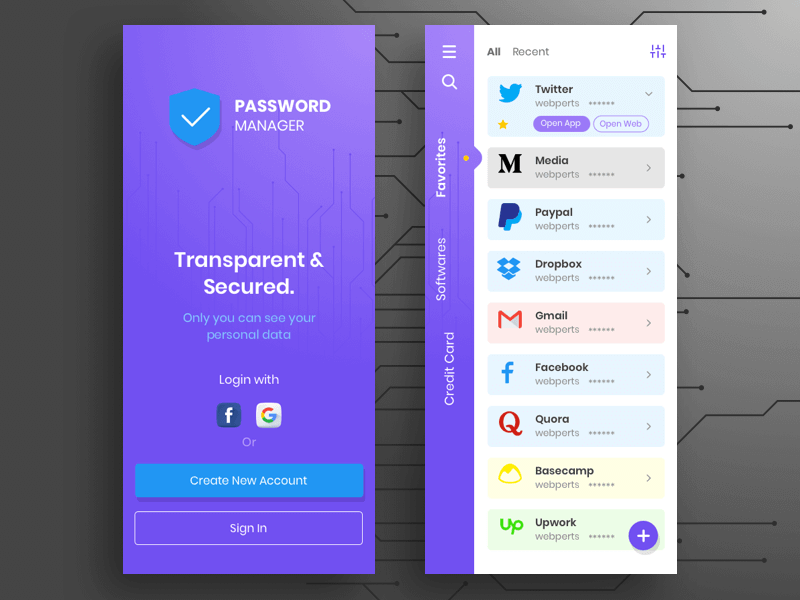 PASSWORD
MANAGER
Transparent &
Secured.
Only you can see your
personal data
Login with
f G
Or
Create New Account
Sign In
Favorites
Softwares
Credit Card
All Recent
Twitter
webperts ••••••
Open App Open Web
M Media
webperts ••••••
Paypal
webperts ••••••
Dropbox
webperts ••••••
Gmail
webperts ••••••
f Facebook
webperts ••••••
Q Quora
webperts ••••••
Basecamp
webperts ••••••
Up Upwork
webperts ••••••